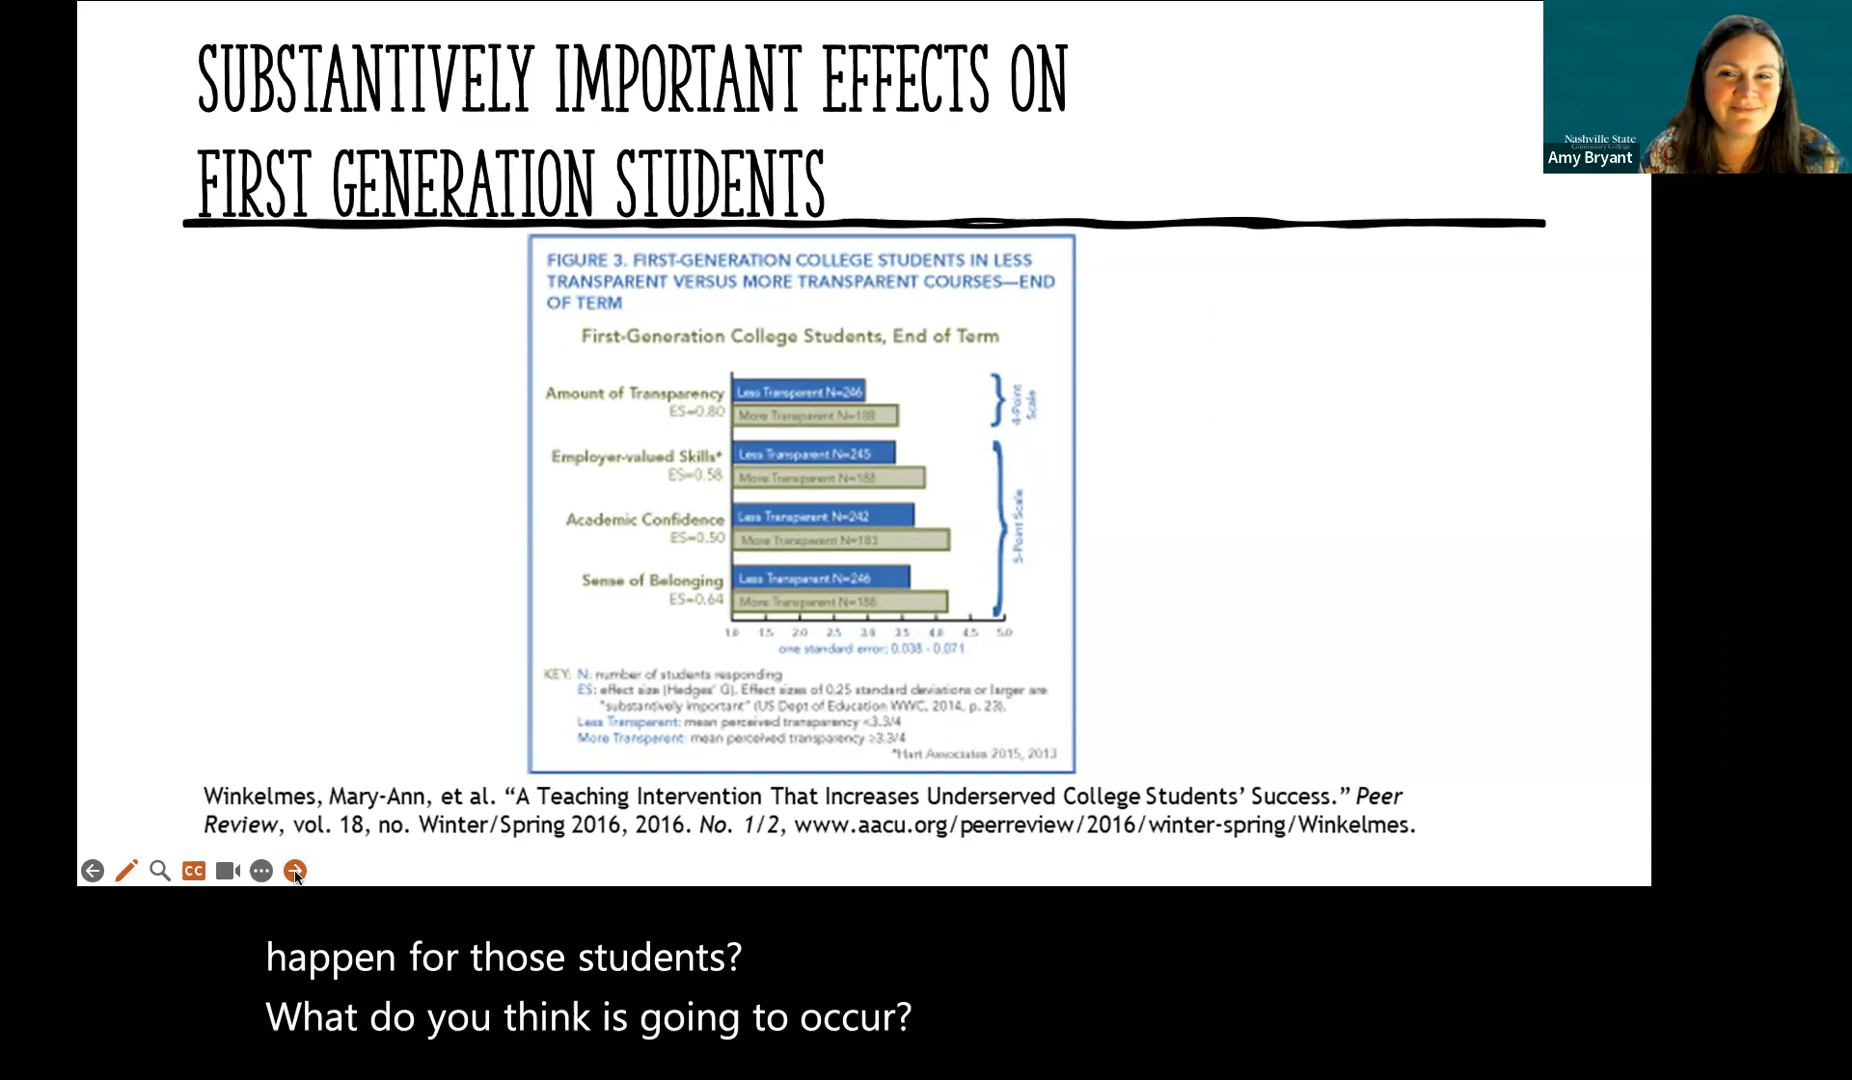 SUBSTANTIVELY IMPORTANT EFFECTS ON
FIRST GENERATION STUDENTS
Nashville State
Community College
Amy Bryant
FIGURE 3. FIRST-GENERATION COLLEGE STUDENTS IN LESS
TRANSPARENT VERSUS MORE TRANSPARENT COURSES—END
OF TERM
First-Generation College Students, End of Term
Amount of Transparency
ES=0.80
Less Transparent N=246
More Transparent N=188
4-Point
Scale
Employer-valued Skills*
ES=0.58
Less Transparent N=245
More Transparent N=188
Academic Confidence
ES=0.50
Less Transparent N=242
More Transparent N=183
5-Point Scale
Sense of Belonging
ES=0.64
Less Transparent N=246
More Transparent N=188
1.0 1.5 2.0 2.5 3.0 3.5 4.0 4.5 5.0
one standard error: 0.038 - 0.071
KEY: N: number of students responding
ES: effect size (Hedges' G). Effect sizes of 0.25 standard deviations or larger are
"substantively important" (US Dept of Education WWC, 2014, p. 23).
Less Transparent: mean perceived transparency <3.3/4
More Transparent: mean perceived transparency ≥3.3/4
*Hart Associates 2015, 2013
Winkelmes, Mary-Ann, et al. “A Teaching Intervention That Increases Underserved College Students’ Success.” Peer
Review, vol. 18, no. Winter/Spring 2016, 2016. No. 1/2, www.aacu.org/peerreview/2016/winter-spring/Winkelmes.
CC
happen for those students?
What do you think is going to occur?